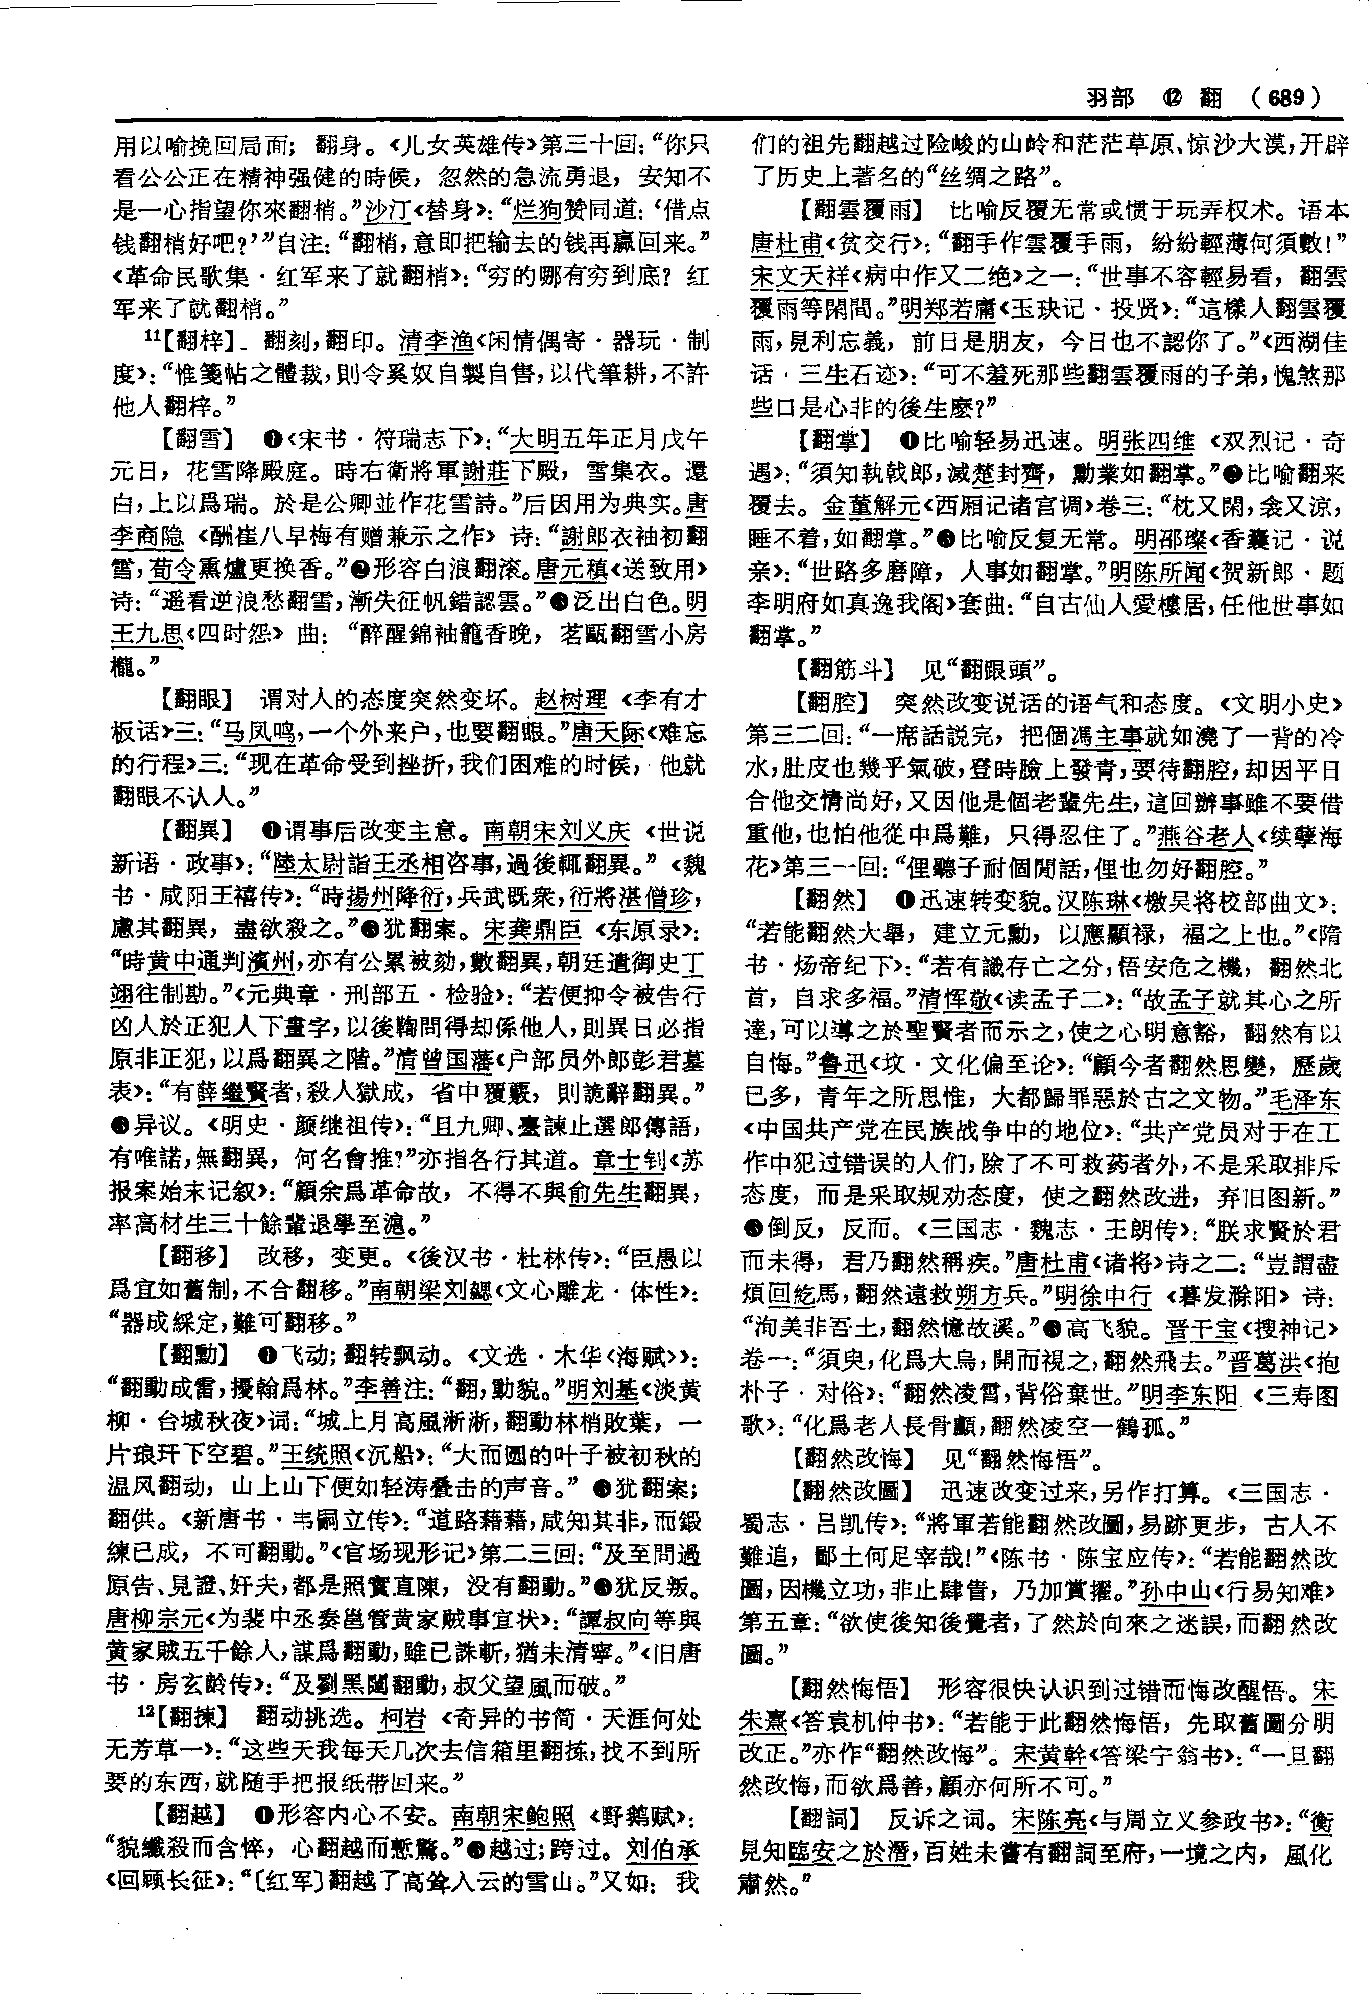 羽部 ⑫ 翻 (689)
用以喻挽回局面；翻身。《儿女英雄传》第三十回：“你只
看公公正在精神强健的時候，忽然的急流勇退，安知不
是一心指望你來翻梢。”沙汀《替身》：“烂狗赞同道：‘借点
钱翻梢好吧？’”自注：“翻梢，意即把输去的钱再赢回来。”
《革命民歌集·红军来了就翻梢》：“穷的哪有穷到底？红
军来了就翻梢。”
11【翻梓】 翻刻，翻印。清李渔《闲情偶寄·器玩·制
度》：“惟箋帖之體裁，則令奚奴自製自售，以代筆耕，不許
他人翻梓。”
【翻雪】 ❶《宋书·符瑞志下》：“大明五年正月戊午
元日，花雪降殿庭。時右衛將軍謝莊下殿，雪集衣。還
白，上以爲瑞。於是公卿並作花雪詩。”后因用为典实。唐
李商隐《酬崔八早梅有赠兼示之作》诗：“謝郎衣袖初翻
雪，荀令熏爐更换香。”❷形容白浪翻滚。唐元稹《送致用》
诗：“遥看逆浪愁翻雪，漸失征帆錯認雲。”❸泛出白色。明
王九思《四时怨》曲：“醉醒錦袖籠香晚，茗甌翻雪小房
櫳。”
【翻眼】 谓对人的态度突然变坏。赵树理《李有才
板话》三：“马凤鸣，一个外来户，也要翻眼。”唐天际《难忘
的行程》三：“现在革命受到挫折，我们困难的时候，他就
翻眼不认人。”
【翻異】 ❶谓事后改变主意。南朝宋刘义庆《世说
新语·政事》：“陸太尉詣王丞相咨事，過後輒翻異。”《魏
书·咸阳王禧传》：“時揚州降衍，兵武既衆，衍將湛僧珍，
慮其翻異，盡欲殺之。”❷犹翻案。宋龚鼎臣《东原录》：
“時黄中通判濱州，亦有公累被劾，數翻異，朝廷遣御史丁
翊往制勘。”《元典章·刑部五·检验》：“若便抑令被告行
凶人於正犯人下畫字，以後鞫問得却係他人，則異日必指
原非正犯，以爲翻異之階。”清曾国藩《户部员外郎彭君墓
表》：“有薛繼賢者，殺人獄成，省中覆覈，則詭辭翻異。”
❸异议。《明史·颜继祖传》：“且九卿、臺諫止選郎傳語，
有唯諾，無翻異，何名會推？”亦指各行其道。章士钊《苏
报案始末记叙》：“顧余爲革命故，不得不與俞先生翻異，
率高材生三十餘輩退學至滬。”
【翻移】 改移，变更。《後汉书·杜林传》：“臣愚以
爲宜如舊制，不合翻移。”南朝梁刘勰《文心雕龙·体性》：
“器成綵定，難可翻移。”
【翻動】 ❶飞动；翻转飘动。《文选·木华〈海赋〉》：
“翻動成雷，擾翰爲林。”李善注：“翻，動貌。”明刘基《淡黄
柳·台城秋夜》词：“城上月高風淅淅，翻動林梢敗葉，一
片琅玕下空碧。”王统照《沉船》：“大而圆的叶子被初秋的
温风翻动，山上山下便如轻涛叠击的声音。”❷犹翻案；
翻供。《新唐书·韦嗣立传》：“道路藉藉，咸知其非，而鍛
練已成，不可翻動。”《官场现形记》第二三回：“及至問過
原告、見證、奸夫，都是照實直陳，没有翻動。”❸犹反叛。
唐柳宗元《为裴中丞奏邕管黄家贼事宜状》：“譚叔向等與
黄家賊五千餘人，謀爲翻動，雖已誅斬，猶未清寧。”《旧唐
书·房玄龄传》：“及劉黑闥翻動，叔父望風而破。”
12【翻揀】 翻动挑选。柯岩《奇异的书简·天涯何处
无芳草一》：“这些天我每天几次去信箱里翻拣，找不到所
要的东西，就随手把报纸带回来。”
【翻越】 ❶形容内心不安。南朝宋鲍照《野鹅赋》：
“貌纖殺而含悴，心翻越而慙驚。”❷越过；跨过。刘伯承
《回顾长征》：“〔红军〕翻越了高耸入云的雪山。”又如：我
们的祖先翻越过险峻的山岭和茫茫草原、惊沙大漠，开辟
了历史上著名的“丝绸之路”。
【翻雲覆雨】 比喻反覆无常或惯于玩弄权术。语本
唐杜甫《贫交行》：“翻手作雲覆手雨，紛紛輕薄何須數！”
宋文天祥《病中作又二绝》之一：“世事不容輕易看，翻雲
覆雨等閑間。”明郑若庸《玉玦记·投贤》：“這樣人翻雲覆
雨，見利忘義，前日是朋友，今日也不認你了。”《西湖佳
话·三生石迹》：“可不羞死那些翻雲覆雨的子弟，愧煞那
些口是心非的後生麽？”
【翻掌】 ❶比喻轻易迅速。明张四维《双烈记·奇
遇》：“須知執戟郎，滅楚封齊，勳業如翻掌。”❷比喻翻来
覆去。金董解元《西厢记诸宫调》卷三：“枕又閑，衾又涼，
睡不着，如翻掌。”❸比喻反复无常。明邵璨《香囊记·说
亲》：“世路多磨障，人事如翻掌。”明陈所闻《贺新郎·题
李明府如真逸我阁》套曲：“自古仙人愛樓居，任他世事如
翻掌。”
【翻筋斗】 见“翻跟頭”。
【翻腔】 突然改变说话的语气和态度。《文明小史》
第三二回：“一席話説完，把個馮主事就如澆了一背的冷
水，肚皮也幾乎氣破，登時臉上發青，要待翻腔，却因平日
合他交情尚好，又因他是個老輩先生，這回辦事雖不要借
重他，也怕他從中爲難，只得忍住了。”燕谷老人《续孽海
花》第三一回：“俚聽子耐個閒話，俚也勿好翻腔。”
【翻然】 ❶迅速转变貌。汉陈琳《檄吴将校部曲文》：
“若能翻然大舉，建立元勳，以應顯禄，福之上也。”《隋
书·炀帝纪下》：“若有識存亡之分，悟安危之機，翻然北
首，自求多福。”清恽敬《读孟子二》：“故孟子就其心之所
達，可以導之於聖賢者而示之，使之心明意豁，翻然有以
自悔。”鲁迅《坟·文化偏至论》：“顧今者翻然思變，歷歲
已多，青年之所思惟，大都歸罪惡於古之文物。”毛泽东
《中国共产党在民族战争中的地位》：“共产党员对于在工
作中犯过错误的人们，除了不可救药者外，不是采取排斥
态度，而是采取规劝态度，使之翻然改进，弃旧图新。”
❷倒反，反而。《三国志·魏志·王朗传》：“朕求賢於君
而未得，君乃翻然稱疾。”唐杜甫《诸将》诗之二：“豈謂盡
煩回紇馬，翻然遠救朔方兵。”明徐中行《暮发滁阳》诗：
“洵美非吾土，翻然憶故溪。”❸高飞貌。晋干宝《搜神记》
卷一：“須臾，化爲大鳥，開而視之，翻然飛去。”晋葛洪《抱
朴子·对俗》：“翻然凌霄，背俗棄世。”明李东阳《三寿图
歌》：“化爲老人長骨顱，翻然凌空一鶴孤。”
【翻然改悔】 见“翻然悔悟”。
【翻然改圖】 迅速改变过来，另作打算。《三国志·
蜀志·吕凯传》：“將軍若能翻然改圖，易跡更步，古人不
難追，鄙土何足宰哉！”《陈书·陈宝应传》：“若能翻然改
圖，因機立功，非止肆眚，乃加賞擢。”孙中山《行易知难》
第五章：“欲使後知後覺者，了然於向來之迷誤，而翻然改
圖。”
【翻然悔悟】 形容很快认识到过错而悔改醒悟。宋
朱熹《答袁机仲书》：“若能于此翻然悔悟，先取舊圖分明
改正。”亦作“翻然改悔”。宋黄幹《答梁宁翁书》：“一旦翻
然改悔，而欲爲善，顧亦何所不可。”
【翻詞】 反诉之词。宋陈亮《与周立义参政书》：“衡
見知臨安之於潛，百姓未嘗有翻詞至府，一境之内，風化
肅然。”